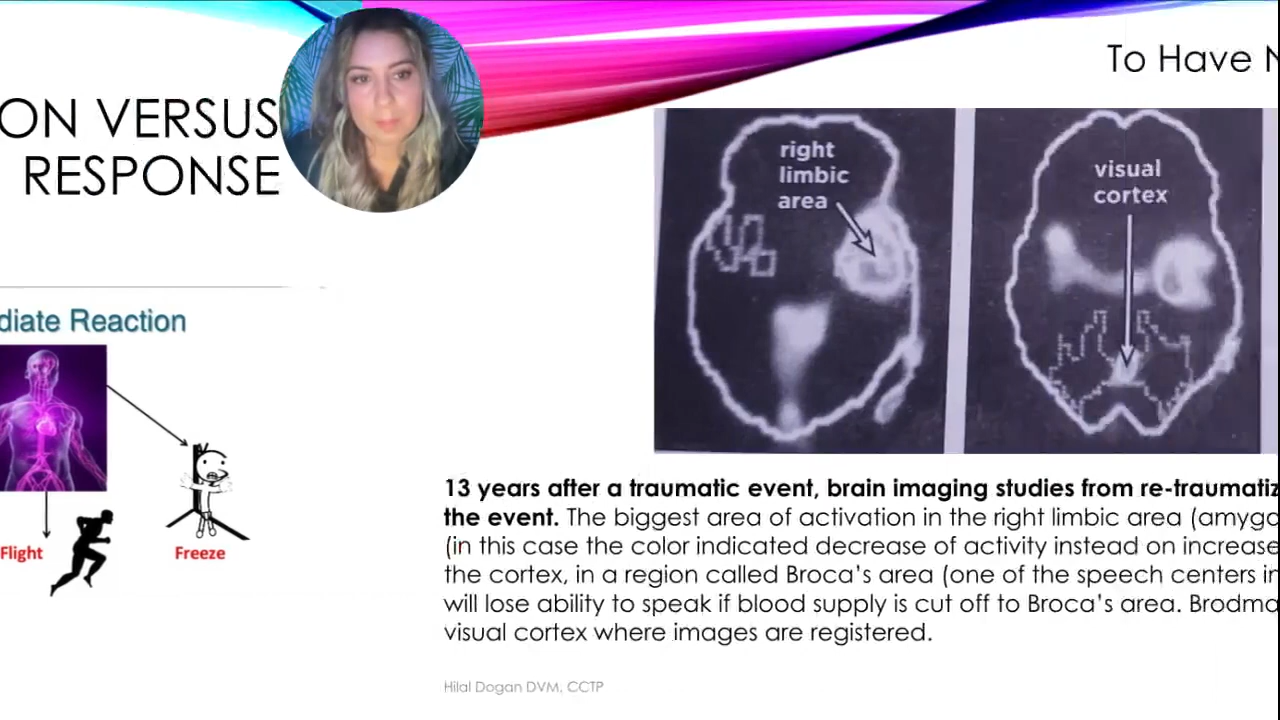 To Have N
ON VERSUS
RESPONSE
right
limbic
area
visual
cortex
diate Reaction
Flight
Freeze
13 years after a traumatic event, brain imaging studies from re-traumatiz
the event. The biggest area of activation in the right limbic area (amygd
(in this case the color indicated decrease of activity instead on increase
the cortex, in a region called Broca's area (one of the speech centers in
will lose ability to speak if blood supply is cut off to Broca's area. Brodma
visual cortex where images are registered.
Hilal Dogan DVM, CCTP